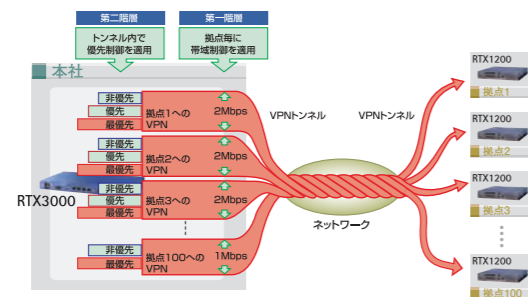 第二階層
第一階層
トンネル内で
優先制御を適用
拠点毎に
帯域制御を適用
本社
非優先
優先
最優先
拠点1への
VPN
2Mbps
非優先
優先
最優先
拠点2への
VPN
2Mbps
非優先
優先
最優先
拠点3への
VPN
2Mbps
非優先
最優先
拠点100への
VPN
1Mbps
RTX3000
VPNトンネル
VPNトンネル
ネットワーク
RTX1200
拠点1
RTX1200
拠点2
RTX1200
拠点3
RTX1200
拠点100